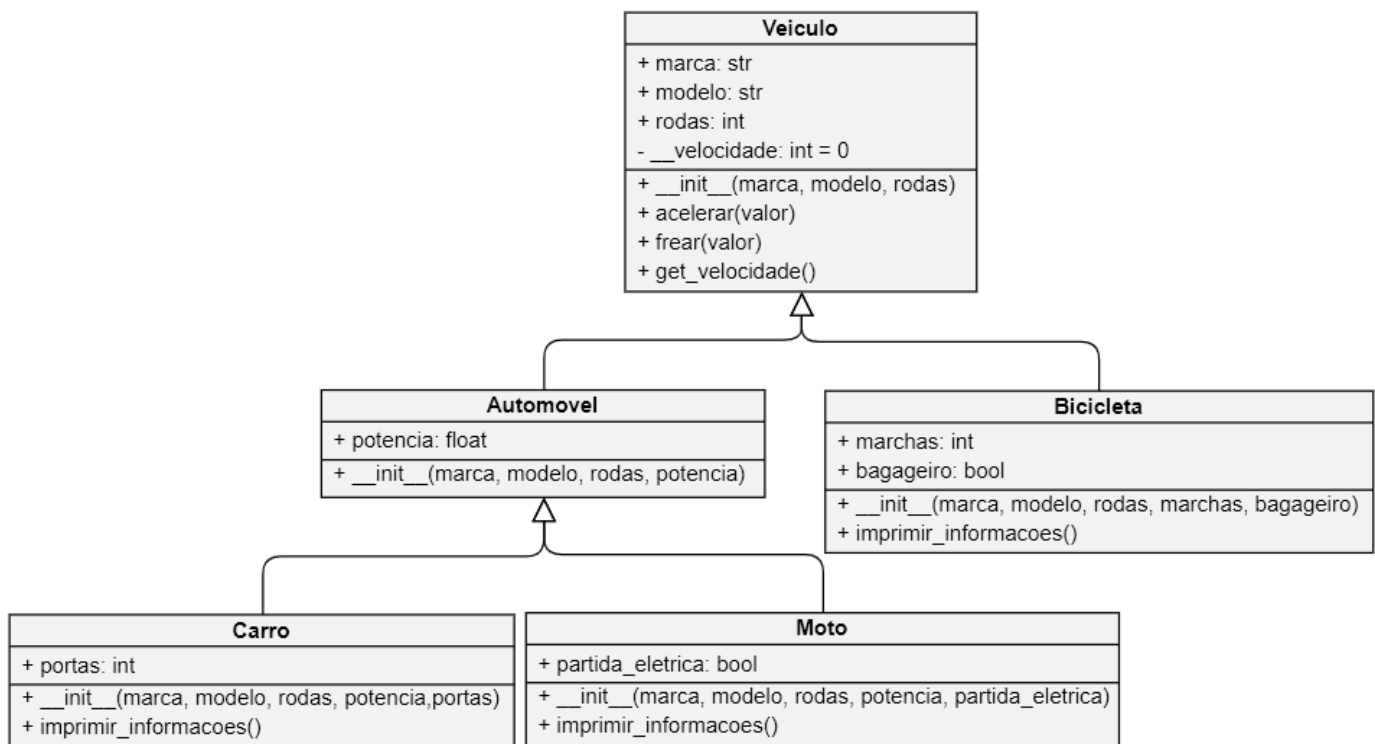 Veiculo
+ marca: str
+ modelo: str
+ rodas: int
- __velocidade: int = 0
+ __init__(marca, modelo, rodas)
+ acelerar(valor)
+ frear(valor)
+ get_velocidade()
Automovel
+ potencia: float
+ __init__(marca, modelo, rodas, potencia)
Bicicleta
+ marchas: int
+ bagageiro: bool
+ __init__(marca, modelo, rodas, marchas, bagageiro)
+ imprimir_informacoes()
Carro
+ portas: int
+ __init__(marca, modelo, rodas, potencia,portas)
+ imprimir_informacoes()
Moto
+ partida_eletrica: bool
+ __init__(marca, modelo, rodas, potencia, partida_eletrica)
+ imprimir_informacoes()